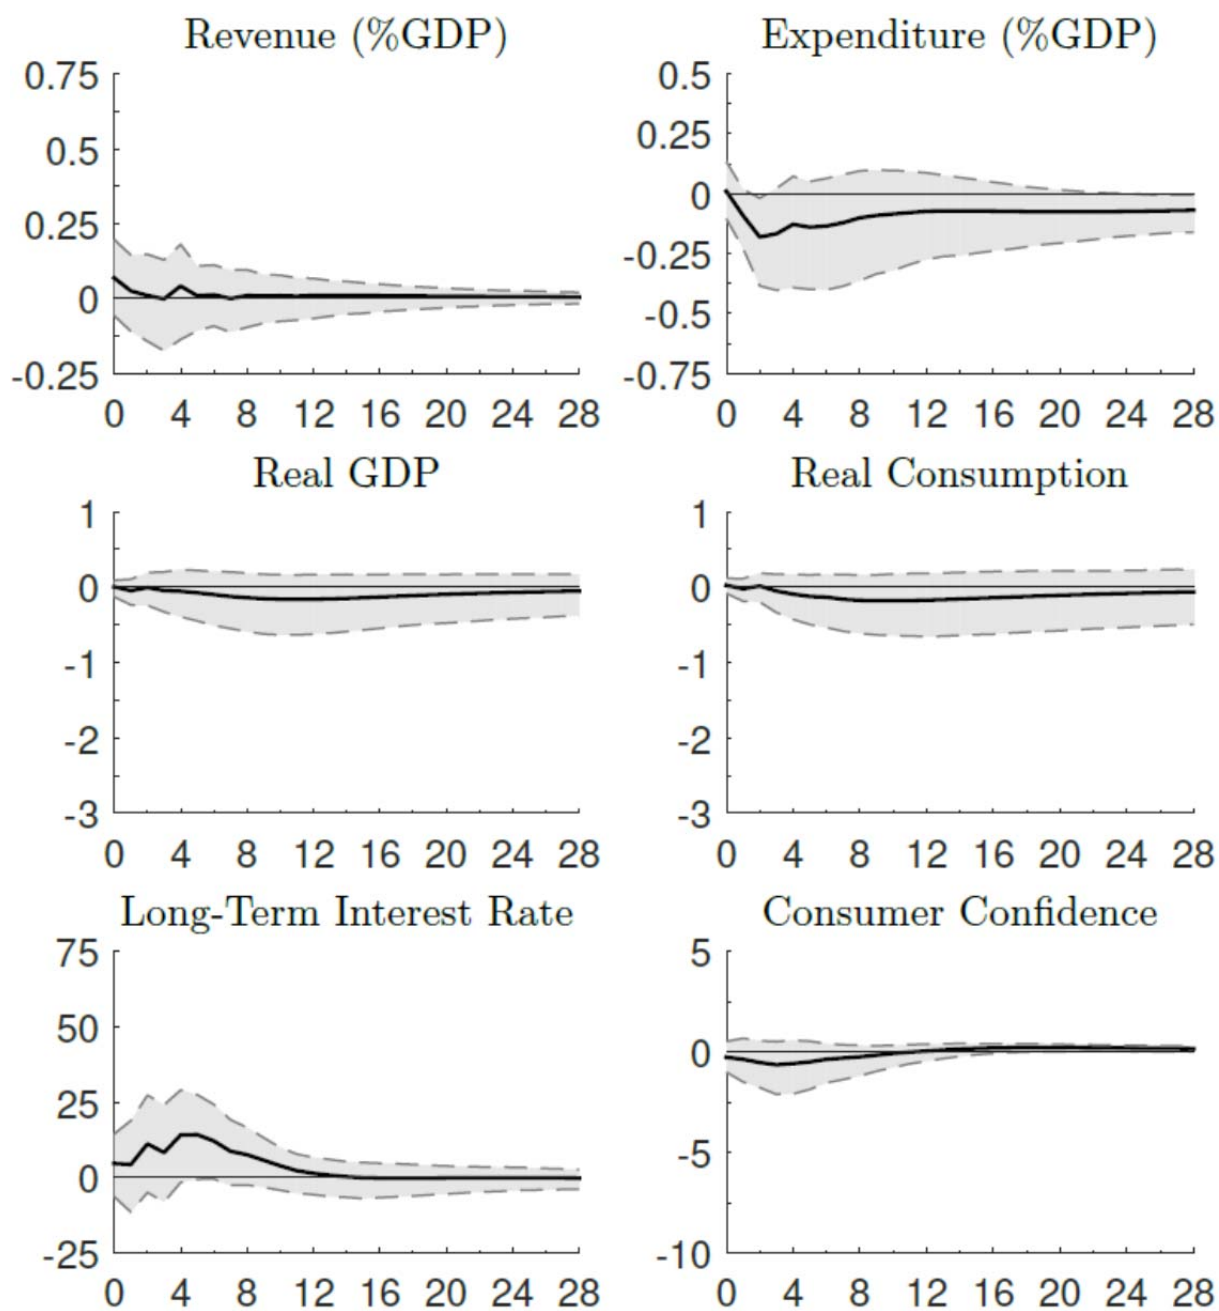 Revenue (%GDP)
0.75
0.5
0.25
0
-0.25
0 4 8 12 16 20 24 28
Expenditure (%GDP)
0.5
0.25
0
-0.25
-0.5
-0.75
0 4 8 12 16 20 24 28
Real GDP
1
0
-1
-2
-3
0 4 8 12 16 20 24 28
Real Consumption
1
0
-1
-2
-3
0 4 8 12 16 20 24 28
Long-Term Interest Rate
75
50
25
0
-25
0 4 8 12 16 20 24 28
Consumer Confidence
5
0
-5
-10
0 4 8 12 16 20 24 28